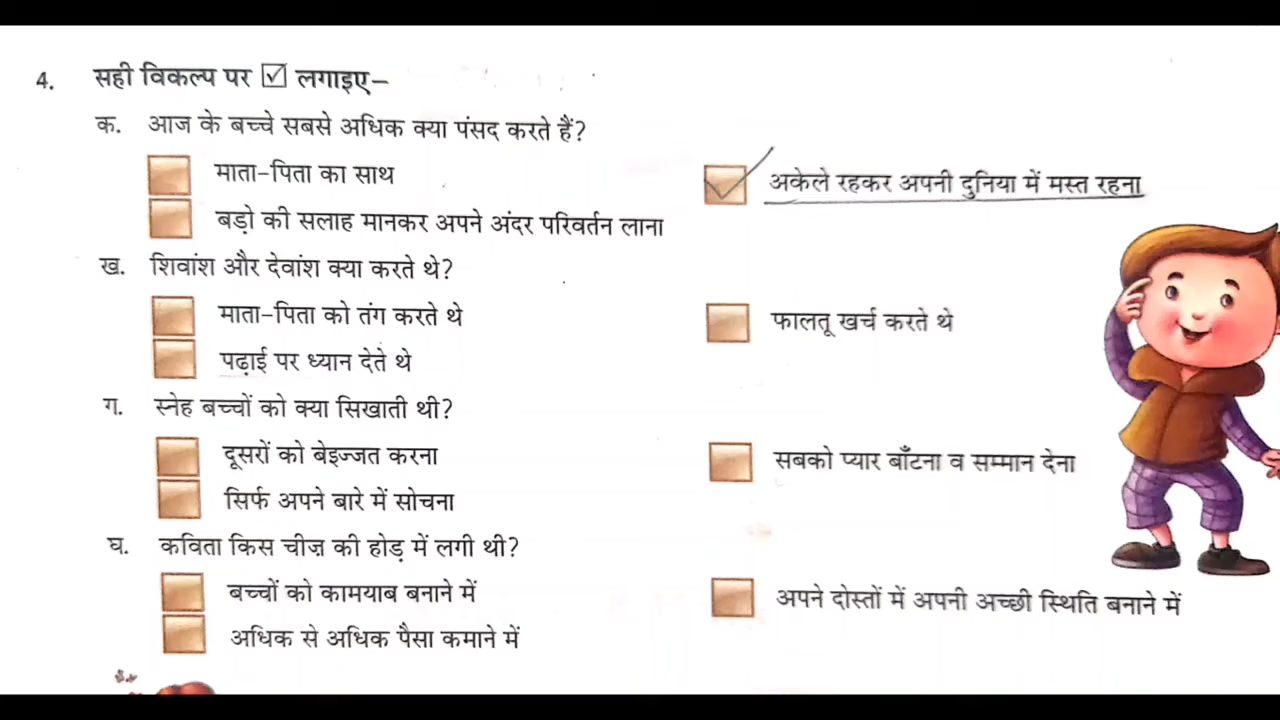 4. सही विकल्प पर ☑ लगाइए–
क. आज के बच्चे सबसे अधिक क्या पंसद करते हैं?
माता-पिता का साथ
अकेले रहकर अपनी दुनिया में मस्त रहना
बड़ो की सलाह मानकर अपने अंदर परिवर्तन लाना
ख. शिवांश और देवांश क्या करते थे?
माता-पिता को तंग करते थे
फालतू खर्च करते थे
पढ़ाई पर ध्यान देते थे
ग. स्नेह बच्चों को क्या सिखाती थी?
दूसरों को बेइज्जत करना
सबको प्यार बाँटना व सम्मान देना
सिर्फ अपने बारे में सोचना
घ. कविता किस चीज़ की होड़ में लगी थी?
बच्चों को कामयाब बनाने में
अपने दोस्तों में अपनी अच्छी स्थिति बनाने में
अधिक से अधिक पैसा कमाने में